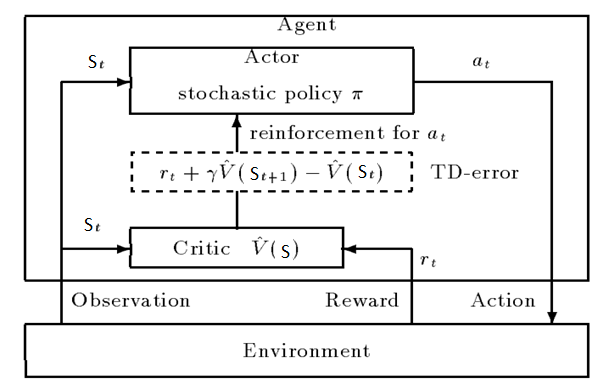 Agent
Actor
stochastic policy π
S_t
a_t
reinforcement for a_t
r_t + γV̂(S_{t+1}) − V̂(S_t)
TD-error
S_t
Critic V̂(S)
r_t
Observation
Reward
Action
Environment